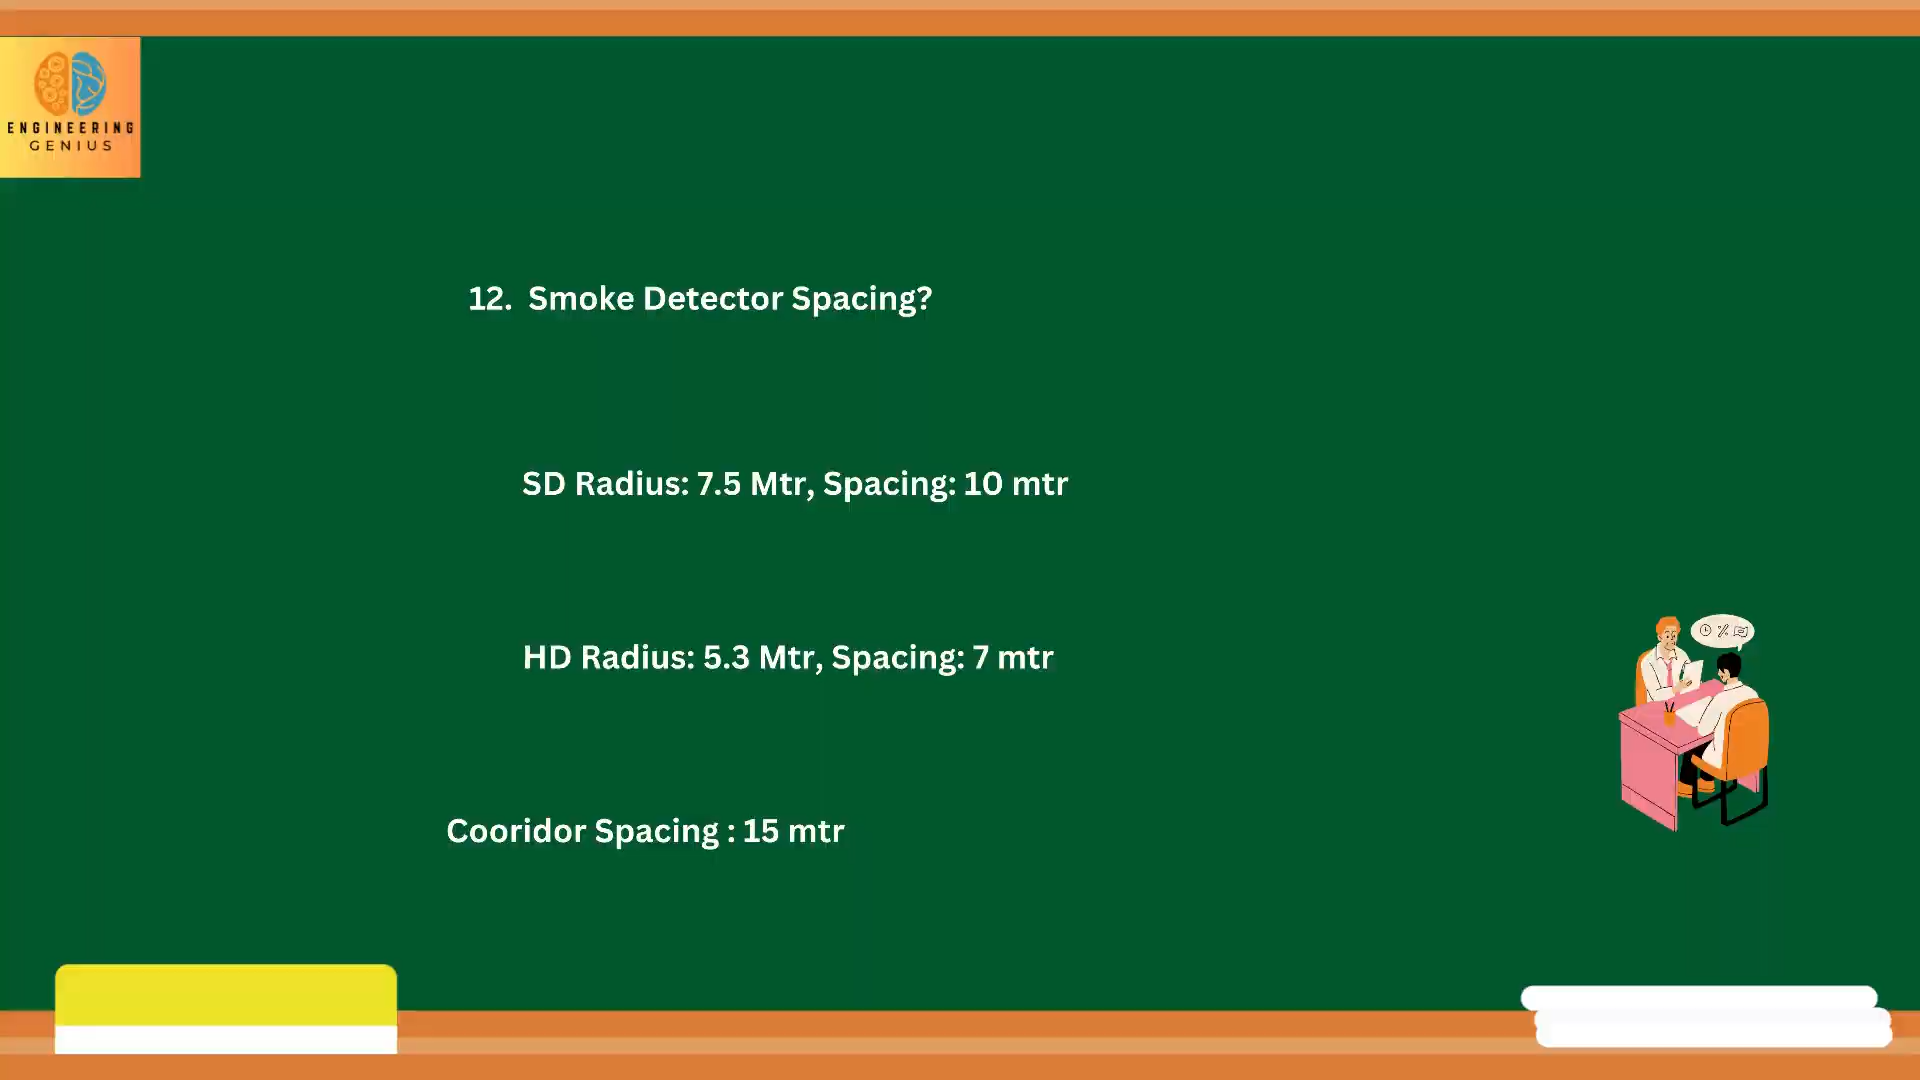 ENGINEERING
GENIUS
12. Smoke Detector Spacing?
SD Radius: 7.5 Mtr, Spacing: 10 mtr
HD Radius: 5.3 Mtr, Spacing: 7 mtr
Cooridor Spacing : 15 mtr